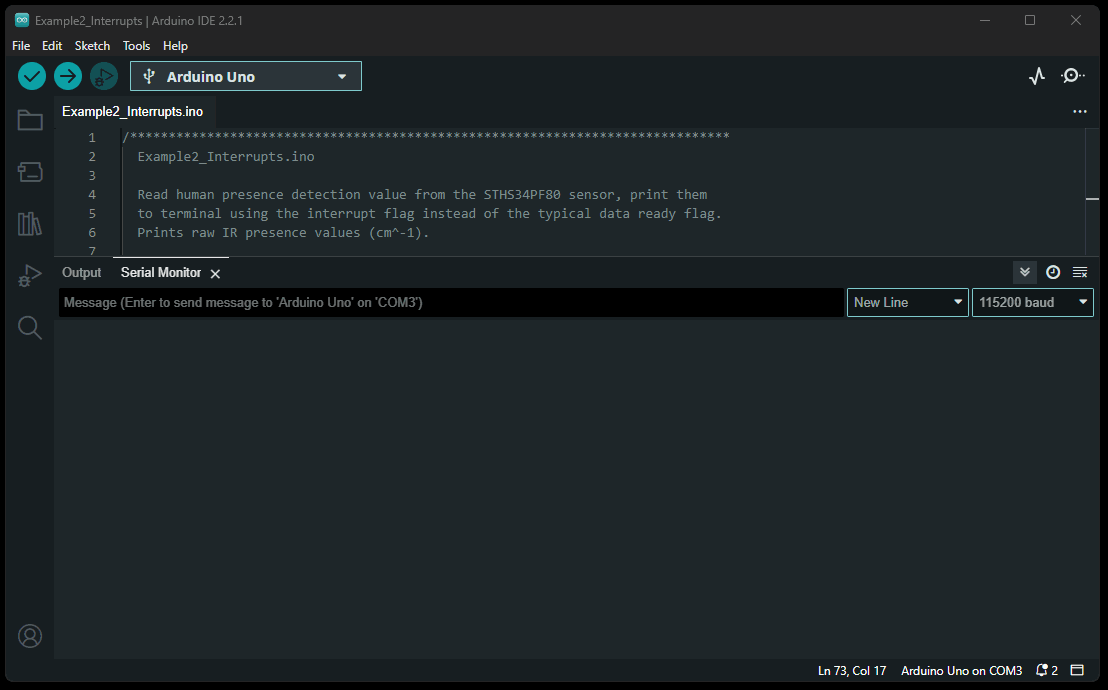 Example2_Interrupts | Arduino IDE 2.2.1
File Edit Sketch Tools Help
Arduino Uno
Example2_Interrupts.ino
1 /******************************************************************************
2 Example2_Interrupts.ino
3
4 Read human presence detection value from the STHS34PF80 sensor, print them
5 to terminal using the interrupt flag instead of the typical data ready flag.
6 Prints raw IR presence values (cm^-1).
7
Output Serial Monitor
Message (Enter to send message to 'Arduino Uno' on 'COM3') New Line 115200 baud
Ln 73, Col 17 Arduino Uno on COM3 2